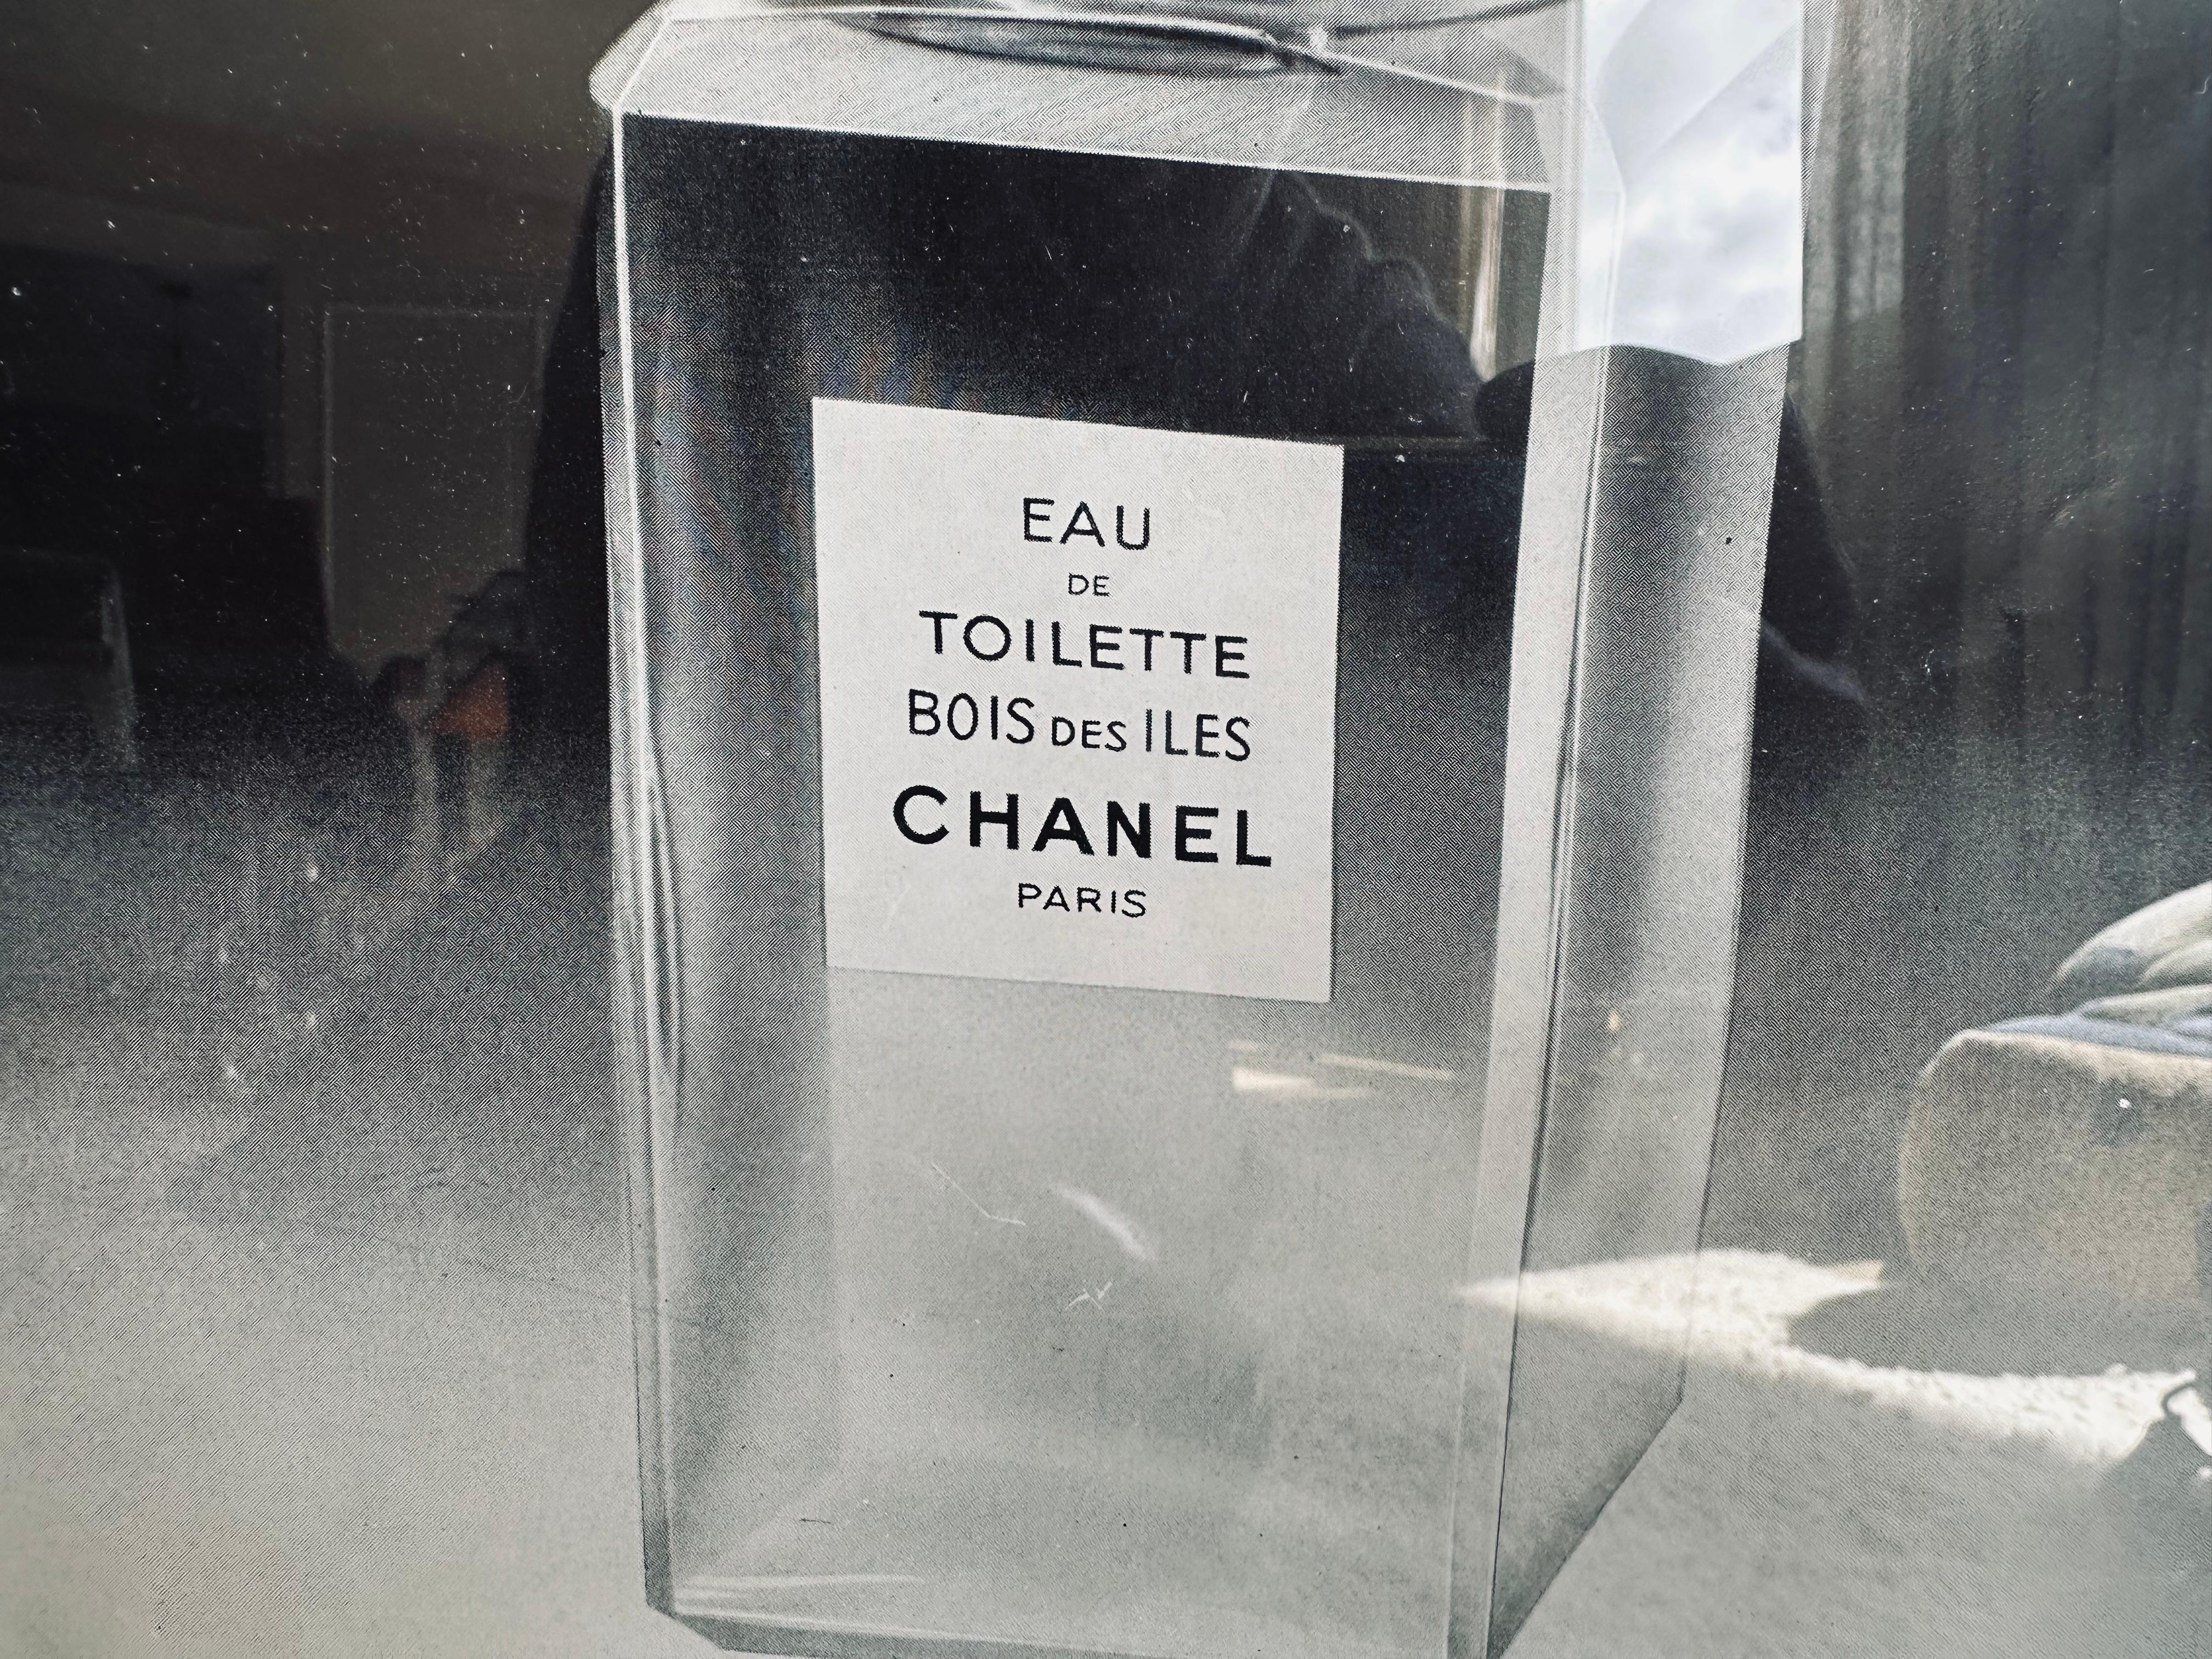 EAU
DE
TOILETTE
BOIS DES ILES
CHANEL
PARIS